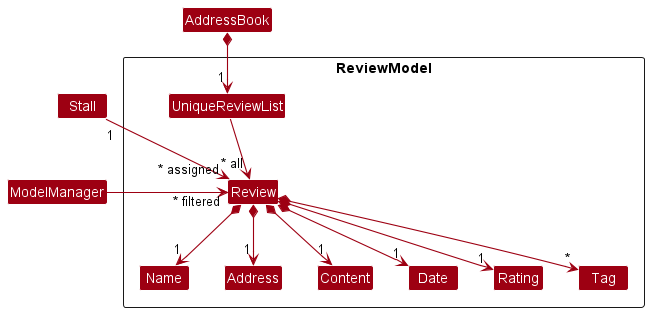 AddressBook
ReviewModel
1
Stall
UniqueReviewList
1
* assigned
* all
ModelManager
* filtered
Review
1
1
1
1
1
*
Name
Address
Content
Date
Rating
Tag